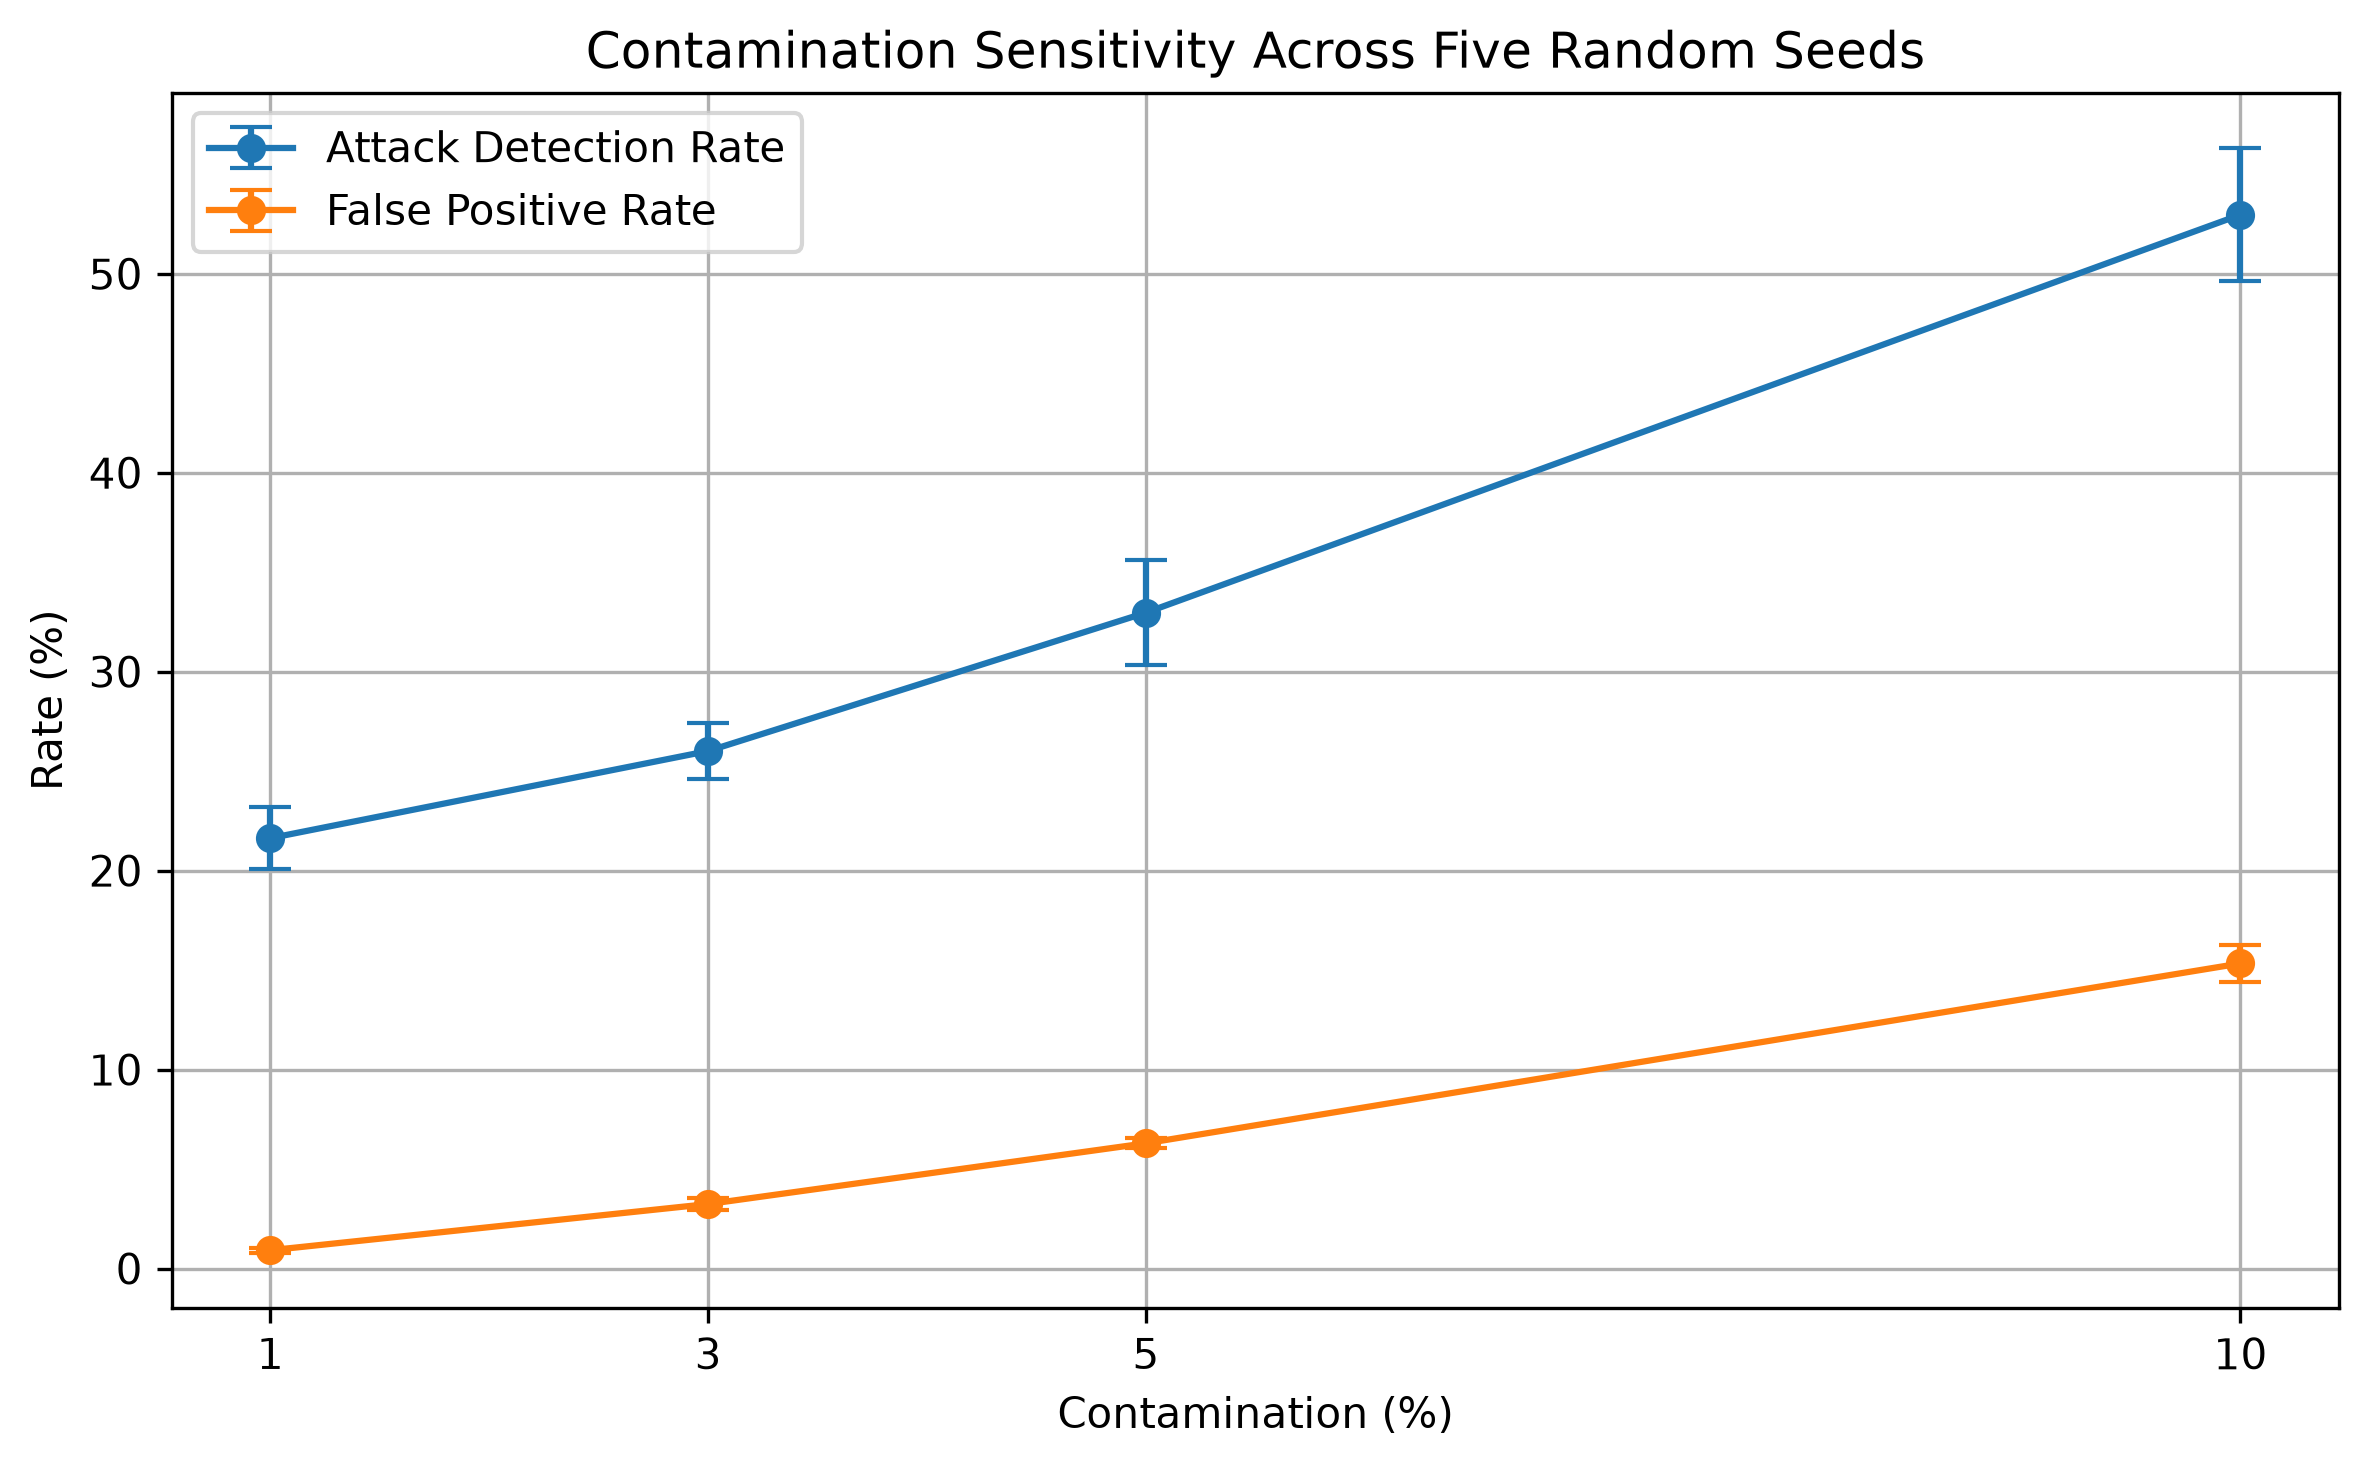 Contamination Sensitivity Across Five Random Seeds
Attack Detection Rate
False Positive Rate
50
40
30
20
10
0
Rate (%)
1 3 5 10
Contamination (%)